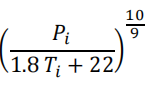 (P_i / (1.8 T_i + 22))^(10/9)